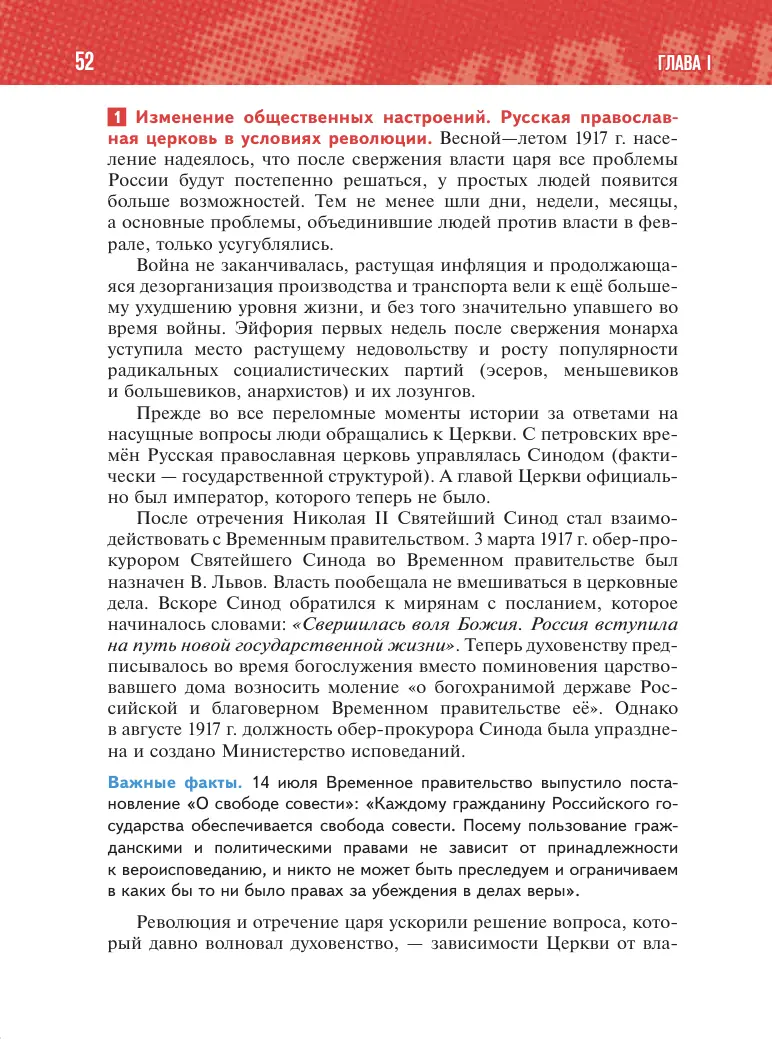 52
ГЛАВА I
1 Изменение общественных настроений. Русская православ-
ная церковь в условиях революции. Весной—летом 1917 г. насе-
ление надеялось, что после свержения власти царя все проблемы
России будут постепенно решаться, у простых людей появится
больше возможностей. Тем не менее шли дни, недели, месяцы,
а основные проблемы, объединившие людей против власти в фев-
рале, только усугублялись.
Война не заканчивалась, растущая инфляция и продолжающа-
яся дезорганизация производства и транспорта вели к ещё больше-
му ухудшению уровня жизни, и без того значительно упавшего во
время войны. Эйфория первых недель после свержения монарха
уступила место растущему недовольству и росту популярности
радикальных социалистических партий (эсеров, меньшевиков
и большевиков, анархистов) и их лозунгов.
Прежде во все переломные моменты истории за ответами на
насущные вопросы люди обращались к Церкви. С петровских вре-
мён Русская православная церковь управлялась Синодом (факти-
чески — государственной структурой). А главой Церкви официаль-
но был император, которого теперь не было.
После отречения Николая II Святейший Синод стал взаимо-
действовать с Временным правительством. 3 марта 1917 г. обер-про-
курором Святейшего Синода во Временном правительстве был
назначен В. Львов. Власть пообещала не вмешиваться в церковные
дела. Вскоре Синод обратился к мирянам с посланием, которое
начиналось словами: «Свершилась воля Божия. Россия вступила
на путь новой государственной жизни». Теперь духовенству пред-
писывалось во время богослужения вместо поминовения царство-
вавшего дома возносить моление «о богохранимой державе Рос-
сийской и благоверном Временном правительстве её». Однако
в августе 1917 г. должность обер-прокурора Синода была упраздне-
на и создано Министерство исповеданий.
Важные факты. 14 июля Временное правительство выпустило поста-
новление «О свободе совести»: «Каждому гражданину Российского го-
сударства обеспечивается свобода совести. Посему пользование граж-
данскими и политическими правами не зависит от принадлежности
к вероисповеданию, и никто не может быть преследуем и ограничиваем
в каких бы то ни было правах за убеждения в делах веры».
Революция и отречение царя ускорили решение вопроса, кото-
рый давно волновал духовенство, — зависимости Церкви от вла-